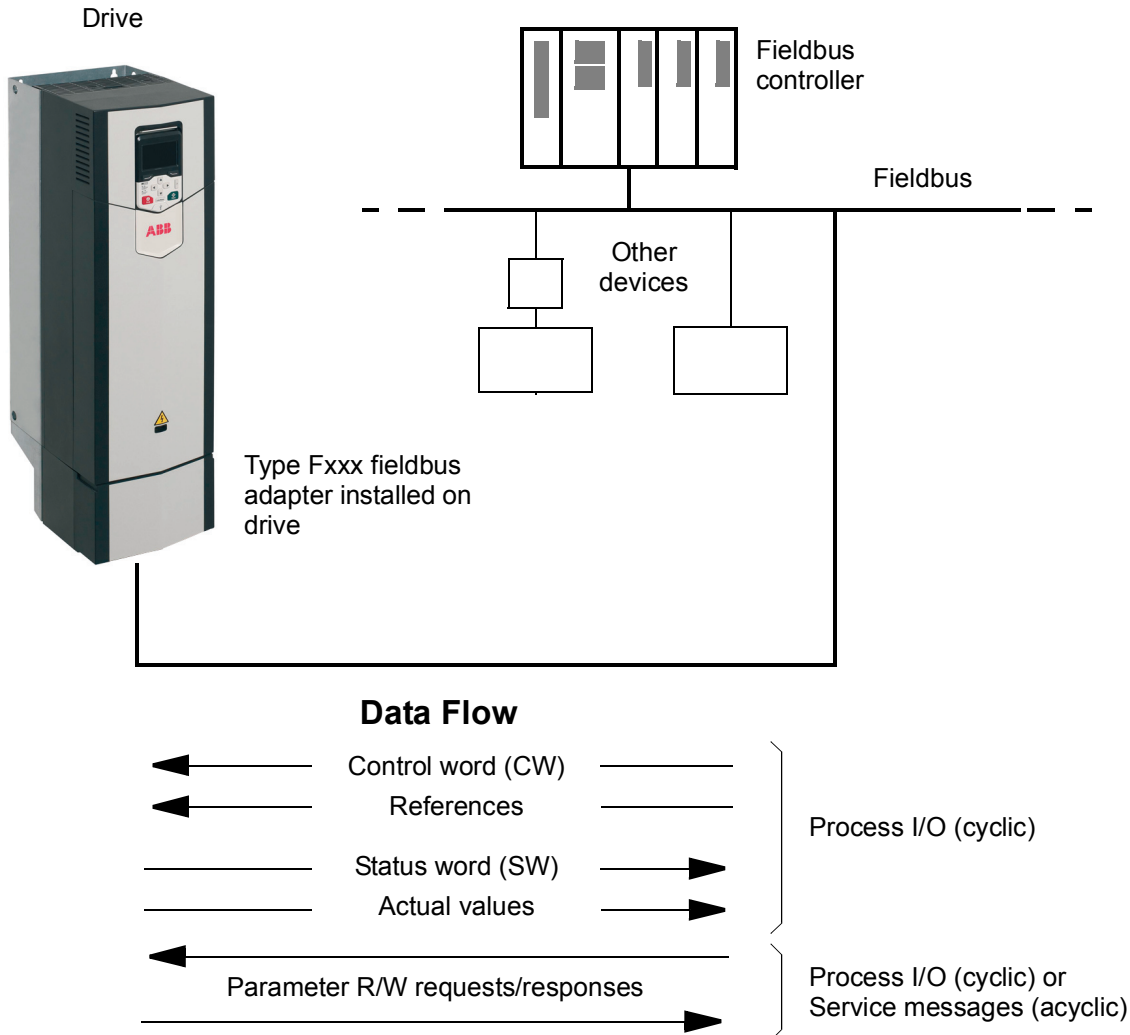 Drive
Fieldbus
controller
Fieldbus
ABB
Other
devices
Type Fxxx fieldbus
adapter installed on
drive
Data Flow
Control word (CW)
References
Process I/O (cyclic)
Status word (SW)
Actual values
Parameter R/W requests/responses
Process I/O (cyclic) or
Service messages (acyclic)